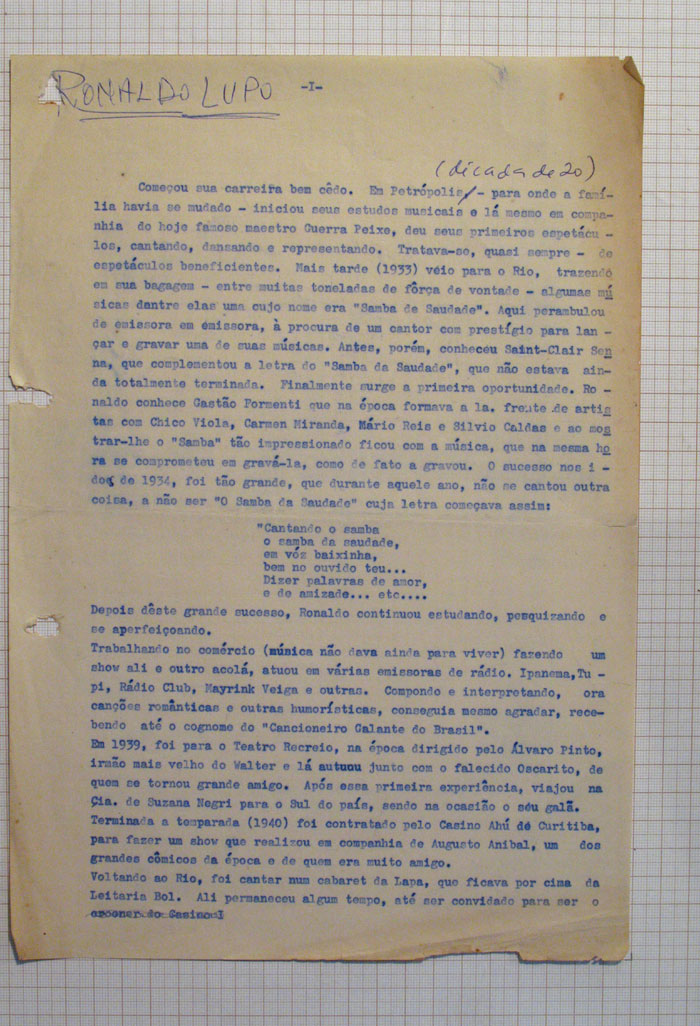 RONALDO LUPO -I-
(década de 20)
Começou sua carreira bem cêdo. Em Petrópolis - para onde a famí-
lia havia se mudado - iniciou seus estudos musicais e lá mesmo em compa-
nhia do hoje famoso maestro Guerra Peixe, deu seus primeiros espetácu -
los, cantando, dansando e representando. Tratava-se, quasi sempre - de
espetáculos beneficientes. Mais tarde (1933) véio para o Rio, trazendo
em sua bagagem - entre muitas toneladas de fôrça de vontade - algumas mú
sicas dantre elas uma cujo nome era "Samba de Saudade". Aqui perambulou
de emissora em emissora, à procura de um cantor com prestígio para lan-
çar e gravar uma de suas músicas. Antes, porém, conheceu Saint-Clair Sen
na, que complementou a letra do "Samba da Saudade", que não estava ain-
da totalmente terminada. Finalmente surge a primeira oportunidade. Ro -
naldo conhece Gastão Formenti que na época formava a la. frente de artis
tas com Chico Viola, Carmen Miranda, Mário Reis e Silvio Caldas e ao mos
trar-lhe o "Samba" tão impressionado ficou com a música, que na mesma ho
ra se comprometeu em gravá-la, como de fato a gravou. O sucesso nos i -
dos de 1934, foi tão grande, que durante aquele ano, não se cantou outra
coisa, a não ser "O Samba da Saudade" cuja letra começava assim:
"Cantando o samba
o samba da saudade,
em vóz baixinha,
bem no ouvido teu...
Dizer palavras de amor,
e de amizade... etc....
Depois dêste grande sucesso, Ronaldo continuou estudando, pesquizando e
se aperfeiçoando.
Trabalhando no comércio (música não dava ainda para viver) fazendo um
show ali e outro acolá, atuou em várias emissoras de rádio. Ipanema,Tu -
pi, Rádio Club, Mayrink Veiga e outras. Compondo e interpretando, ora
canções românticas e outras humorísticas, conseguia mesmo agradar, rece-
bendo até o cognome do "Cancioneiro Galante do Brasil".
Em 1939, foi para o Teatro Recreio, na época dirigido pelo Álvaro Pinto,
irmão mais velho do Walter e lá autuou junto com o falecido Oscarito, de
quem se tornou grande amigo. Após essa primeira experiência, viajou na
Cia. de Suzana Negri para o Sul do país, sendo na ocasião o seu galã.
Terminada a temparada (1940) foi contratado pelo Casino Ahú de Curitiba,
para fazer um show que realizou em companhia de Augusto Anibal, um dos
grandes cômicos da época e de quem era muito amigo.
Voltando ao Rio, foi cantar num cabaret da Lapa, que ficava por cima da
Leitaria Bol. Ali permaneceu algum tempo, até ser convidado para ser o
crooner do Casino I